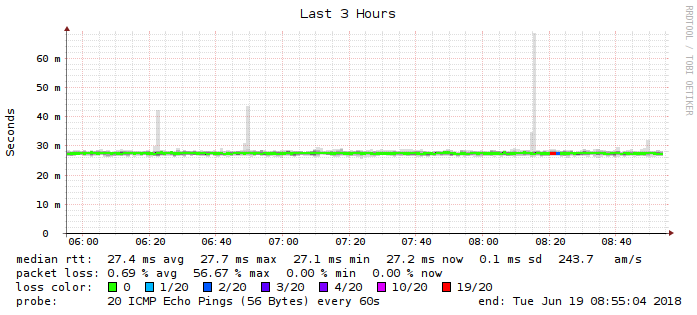 Last 3 Hours
RRDTOOL / TOBI OETIKER
Seconds
60 m
50 m
40 m
30 m
20 m
10 m
0
06:00 06:20 06:40 07:00 07:20 07:40 08:00 08:20 08:40
median rtt: 27.4 ms avg 27.7 ms max 27.1 ms min 27.2 ms now 0.1 ms sd 243.7 am/s
packet loss: 0.69 % avg 56.67 % max 0.00 % min 0.00 % now
loss color: 0 1/20 2/20 3/20 4/20 10/20 19/20
probe: 20 ICMP Echo Pings (56 Bytes) every 60s end: Tue Jun 19 08:55:04 2018